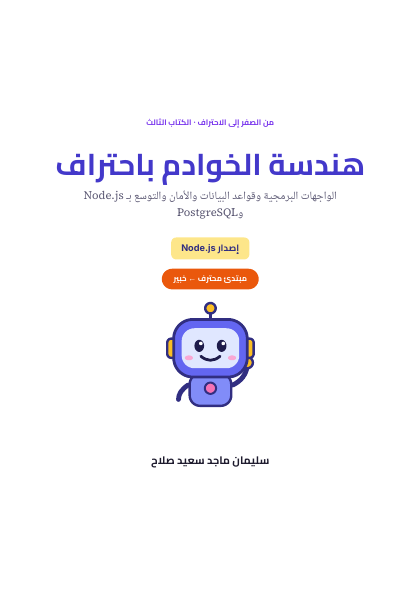 من الصفر إلى الاحتراف · الكتاب الثالث
هندسة الخوادم باحتراف
الواجهات البرمجية وقواعد البيانات والأمان والتوسع بـ Node.js
وPostgreSQL
إصدار Node.js
مبتدئ محترف ← خبير
سليمان ماجد سعيد صلاح